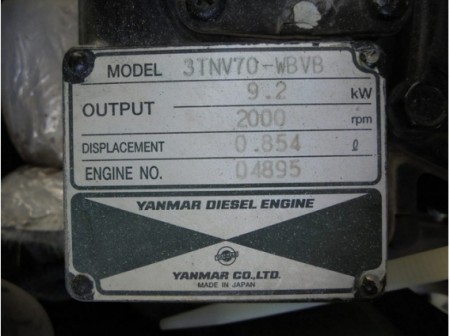 MODEL 3TNV70-WBVB
OUTPUT 9.2 kW
2000 rpm
DISPLACEMENT 0.854 ℓ
ENGINE NO. 04895
YANMAR DIESEL ENGINE
YANMAR CO.,LTD.
MADE IN JAPAN